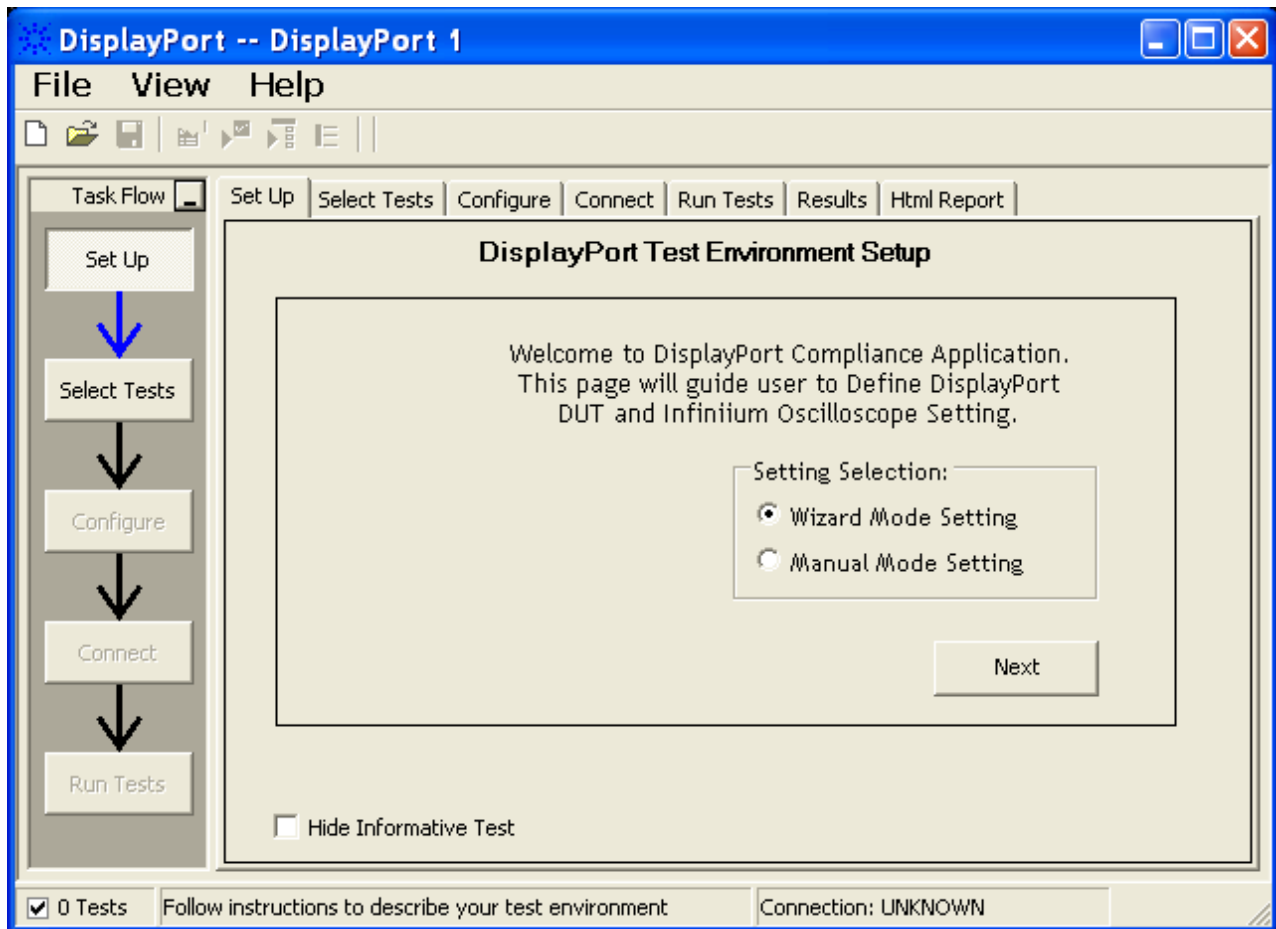 DisplayPort -- DisplayPort 1
File View Help
Task Flow
Set Up
Select Tests
Configure
Connect
Run Tests
Set Up Select Tests Configure Connect Run Tests Results Html Report
DisplayPort Test Environment Setup
Welcome to DisplayPort Compliance Application.
This page will guide user to Define DisplayPort
DUT and Infiniium Oscilloscope Setting.
Setting Selection:
Wizard Mode Setting
Manual Mode Setting
Next
Hide Informative Test
0 Tests Follow instructions to describe your test environment Connection: UNKNOWN